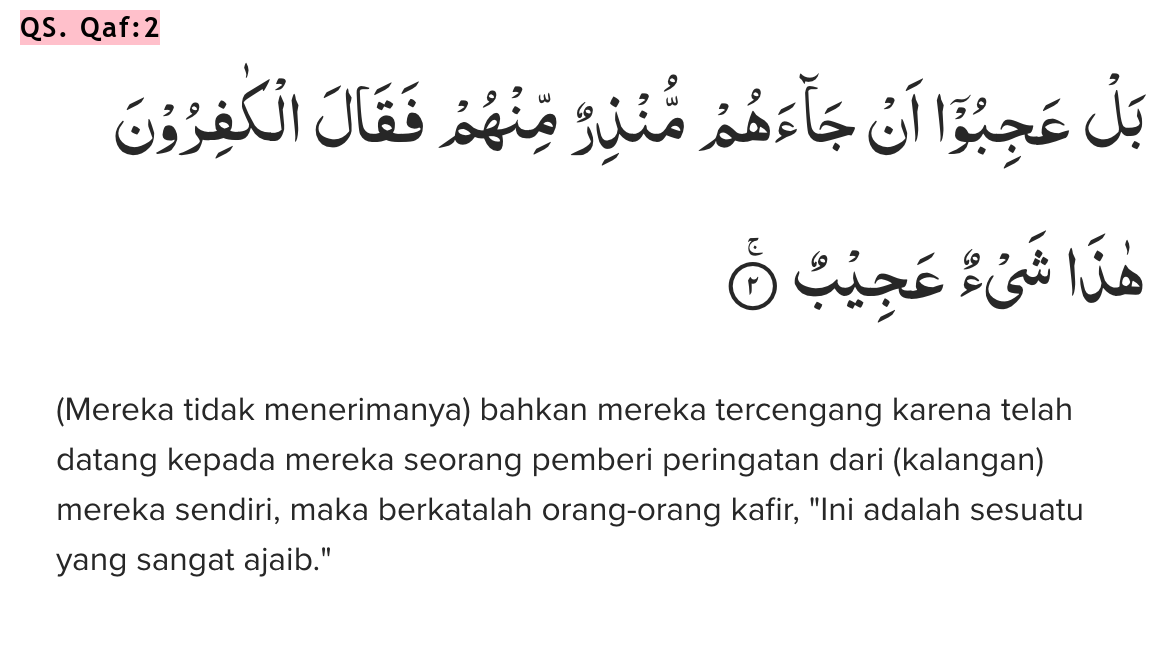 QS. Qaf:2
بَلْ عَجِبُوْٓا اَنْ جَاۤءَهُمْ مُّنْذِرٌ مِّنْهُمْ فَقَالَ الْكٰفِرُوْنَ
هٰذَا شَيْءٌ عَجِيْبٌ ۚ ٢
(Mereka tidak menerimanya) bahkan mereka tercengang karena telah
datang kepada mereka seorang pemberi peringatan dari (kalangan)
mereka sendiri, maka berkatalah orang-orang kafir, "Ini adalah sesuatu
yang sangat ajaib."